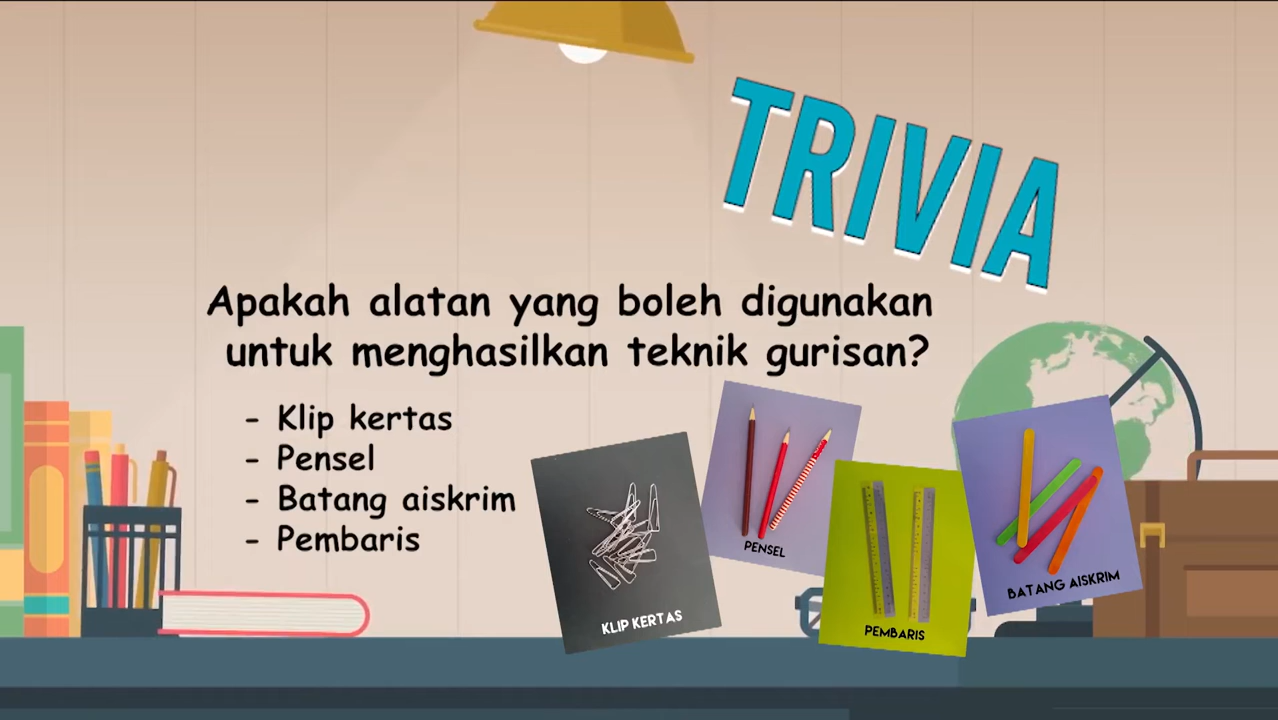 TRIVIA
Apakah alatan yang boleh digunakan
untuk menghasilkan teknik gurisan?
- Klip kertas
- Pensel
- Batang aiskrim
- Pembaris
KLIP KERTAS
PENSEL
PEMBARIS
BATANG AISKRIM